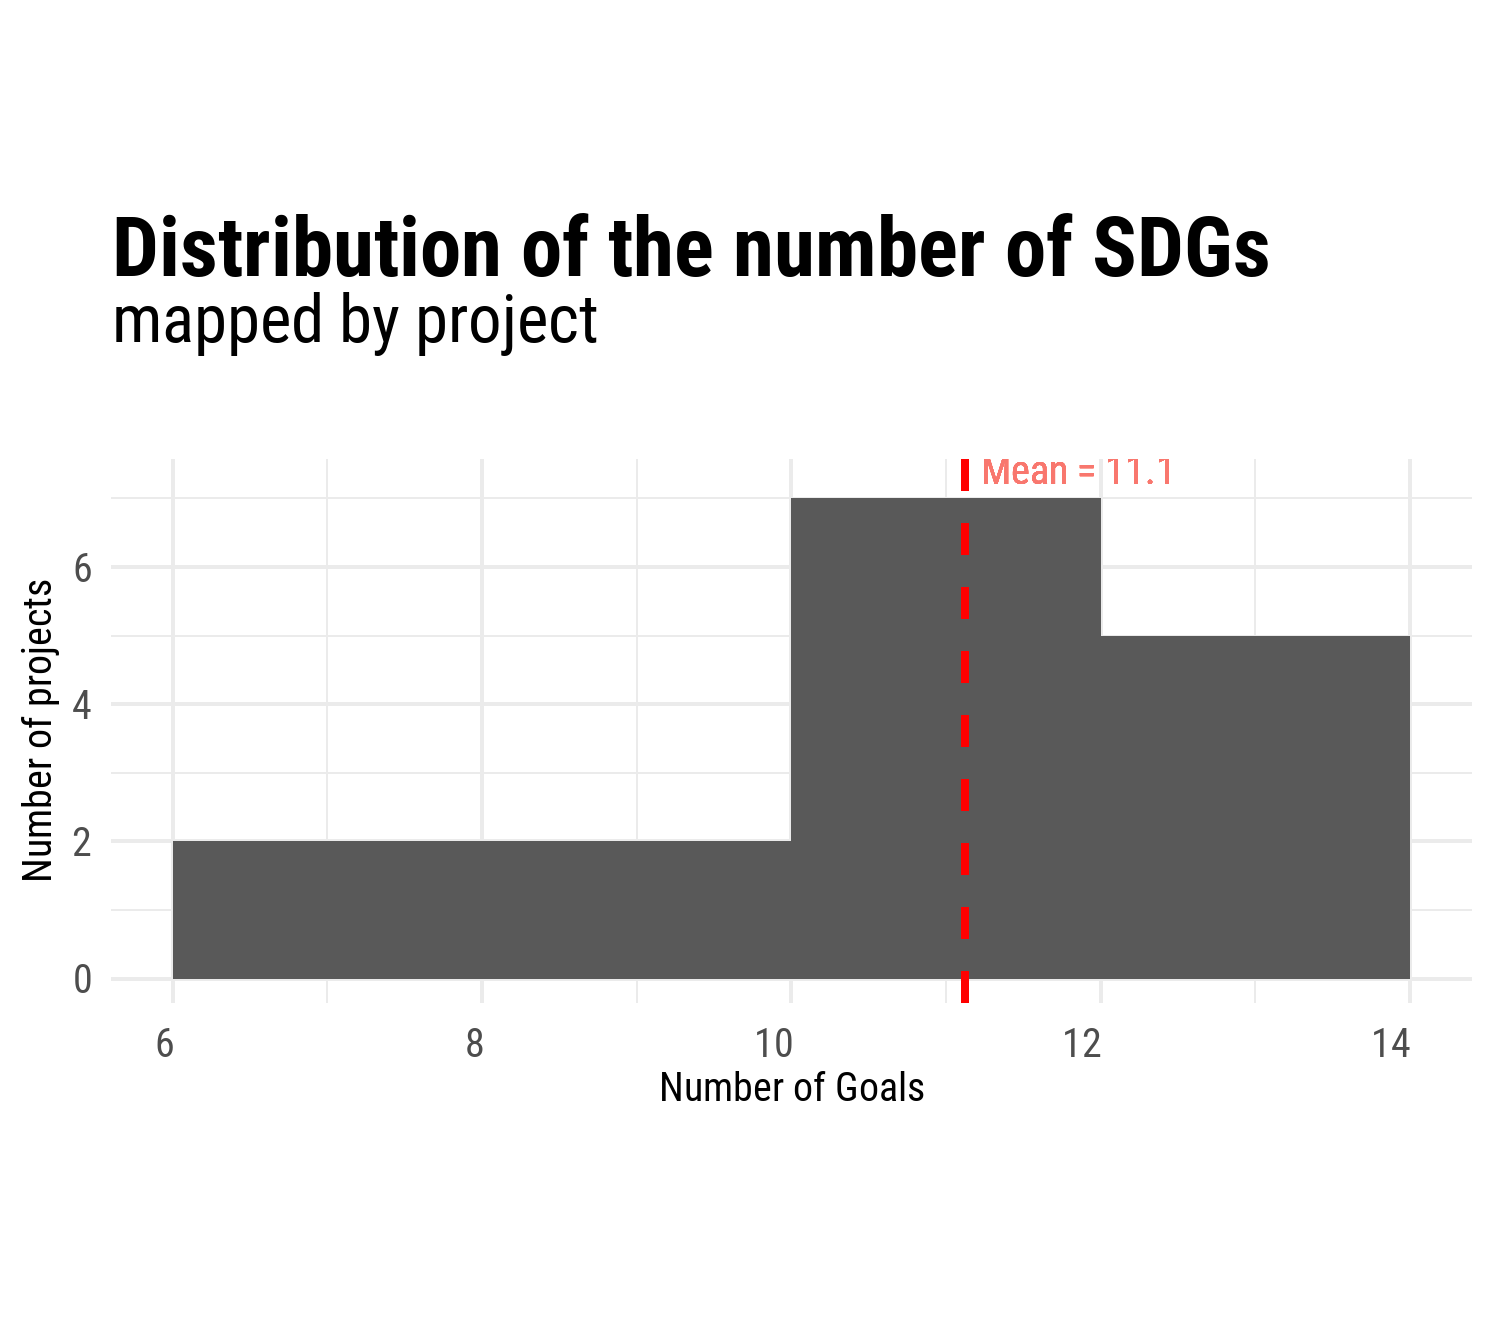 Distribution of the number of SDGs
mapped by project
Mean = 11.1
6
4
2
0
Number of projects
6 8 10 12 14
Number of Goals